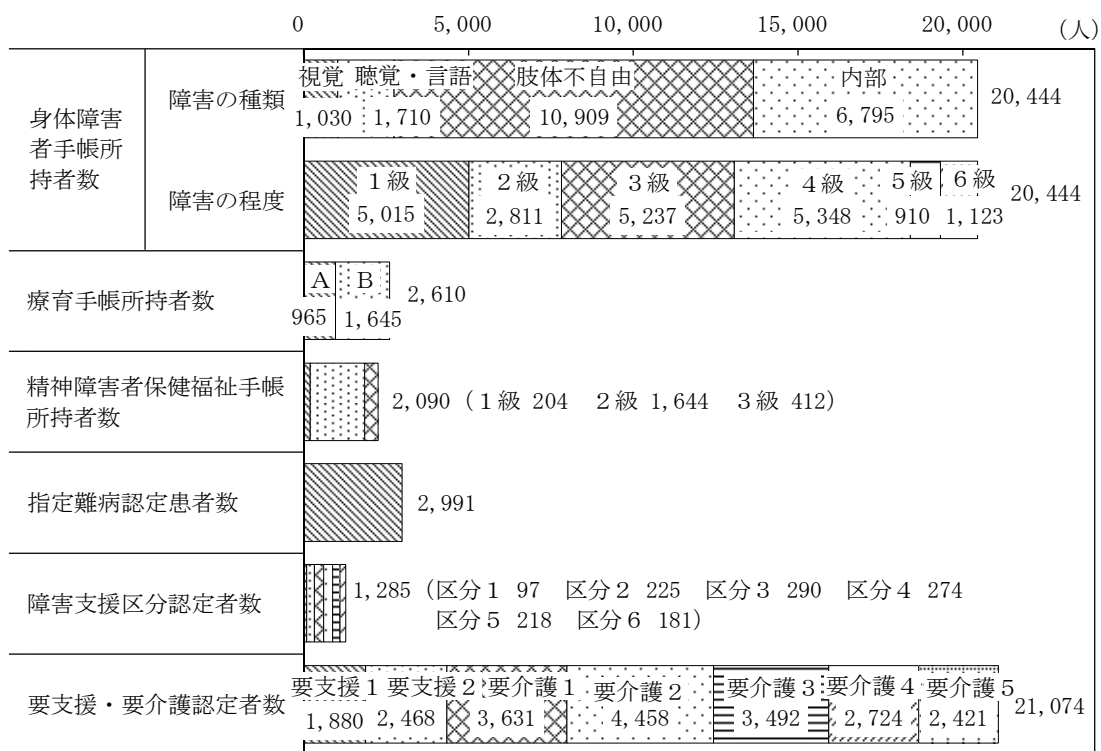 0 5,000 10,000 15,000 20,000 (人)
身体障害
者手帳所
持者数
障害の種類
視覚 聴覚・言語 肢体不自由 内部
1,030 1,710 10,909 6,795
20,444
障害の程度
1級 2級 3級 4級 5級 6級
5,015 2,811 5,237 5,348 910 1,123
20,444
療育手帳所持者数
A B
965 1,645
2,610
精神障害者保健福祉手帳
所持者数
2,090(1級 204 2級 1,644 3級 412)
指定難病認定患者数
2,991
障害支援区分認定者数
1,285(区分1 97 区分2 225 区分3 290 区分4 274
区分5 218 区分6 181)
要支援・要介護認定者数
要支援1 要支援2 要介護1 要介護2 要介護3 要介護4 要介護5
1,880 2,468 3,631 4,458 3,492 2,724 2,421
21,074